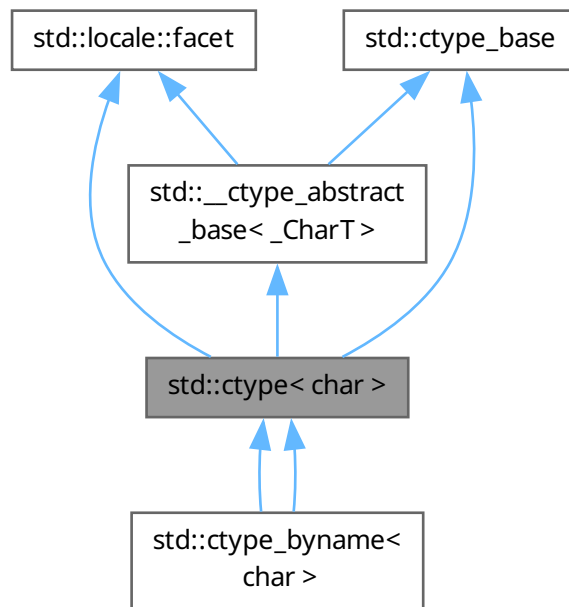 std::locale::facet
std::ctype_base
std::__ctype_abstract
_base< _CharT >
std::ctype< char >
std::ctype_byname<
char >